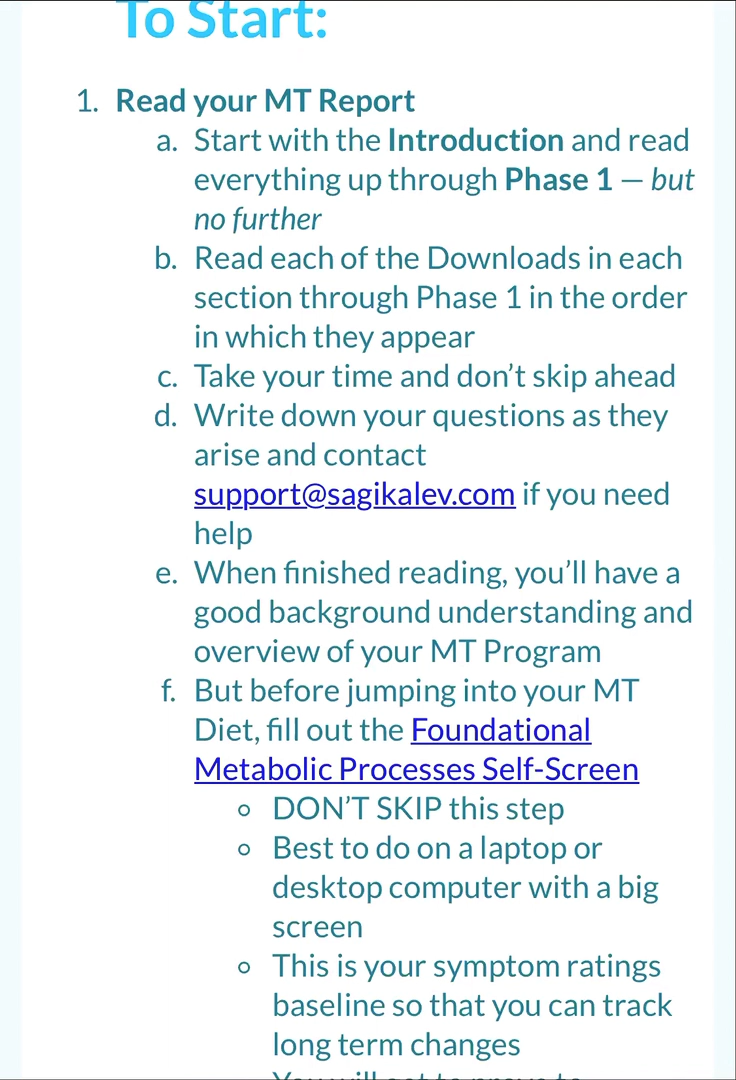 To Start:
1. Read your MT Report
a. Start with the Introduction and read
everything up through Phase 1 — but
no further
b. Read each of the Downloads in each
section through Phase 1 in the order
in which they appear
c. Take your time and don’t skip ahead
d. Write down your questions as they
arise and contact
support@sagikalev.com if you need
help
e. When finished reading, you’ll have a
good background understanding and
overview of your MT Program
f. But before jumping into your MT
Diet, fill out the Foundational
Metabolic Processes Self-Screen
◦ DON’T SKIP this step
◦ Best to do on a laptop or
desktop computer with a big
screen
◦ This is your symptom ratings
baseline so that you can track
long term changes